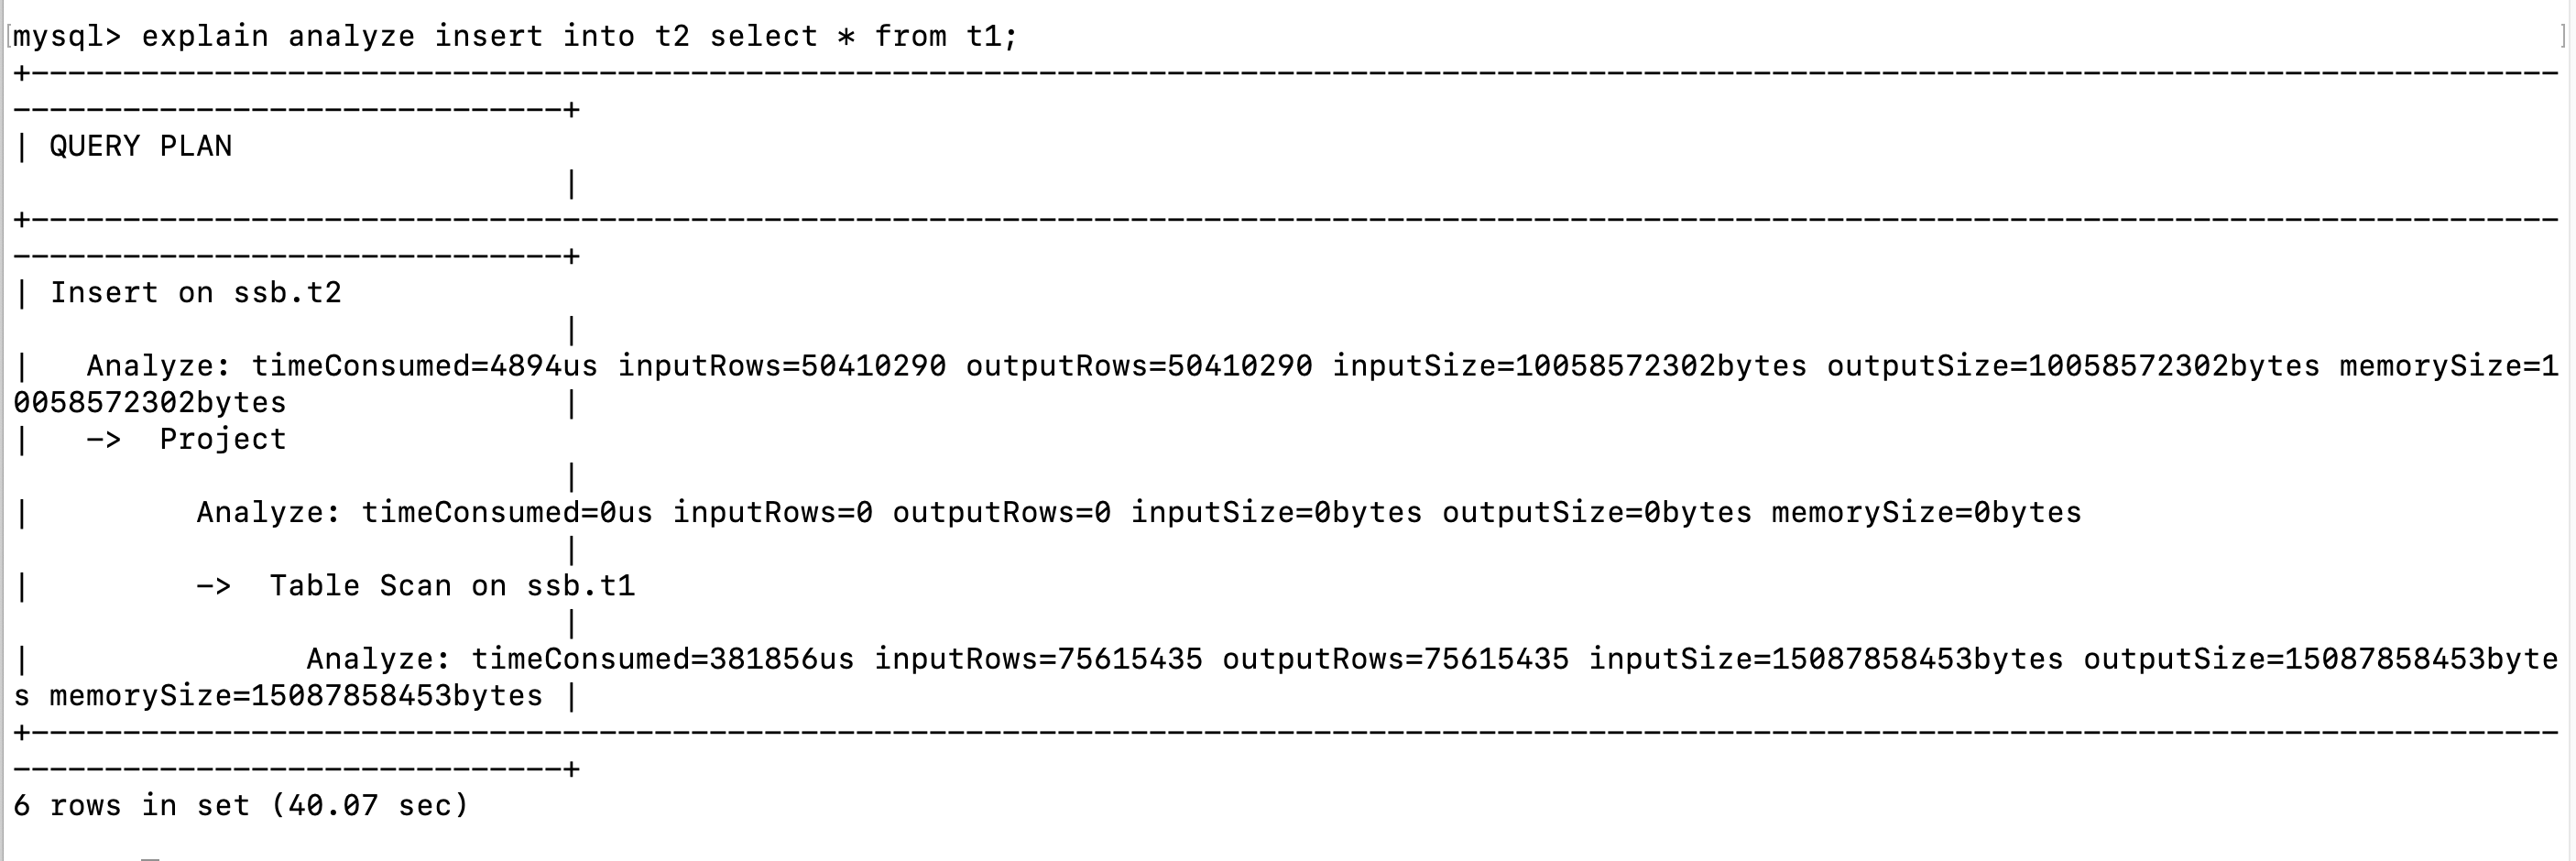 mysql> explain analyze insert into t2 select * from t1;
+------------------------------------------------------------------------------------------------------------------------------------------
------------------------------+
| QUERY PLAN
                              |
+------------------------------------------------------------------------------------------------------------------------------------------
------------------------------+
| Insert on ssb.t2
                              |
|   Analyze: timeConsumed=4894us inputRows=50410290 outputRows=50410290 inputSize=10058572302bytes outputSize=10058572302bytes memorySize=1
0058572302bytes               |
|   ->  Project
                              |
|         Analyze: timeConsumed=0us inputRows=0 outputRows=0 inputSize=0bytes outputSize=0bytes memorySize=0bytes
                              |
|         ->  Table Scan on ssb.t1
                              |
|               Analyze: timeConsumed=381856us inputRows=75615435 outputRows=75615435 inputSize=15087858453bytes outputSize=15087858453byte
s memorySize=15087858453bytes |
+------------------------------------------------------------------------------------------------------------------------------------------
------------------------------+
6 rows in set (40.07 sec)